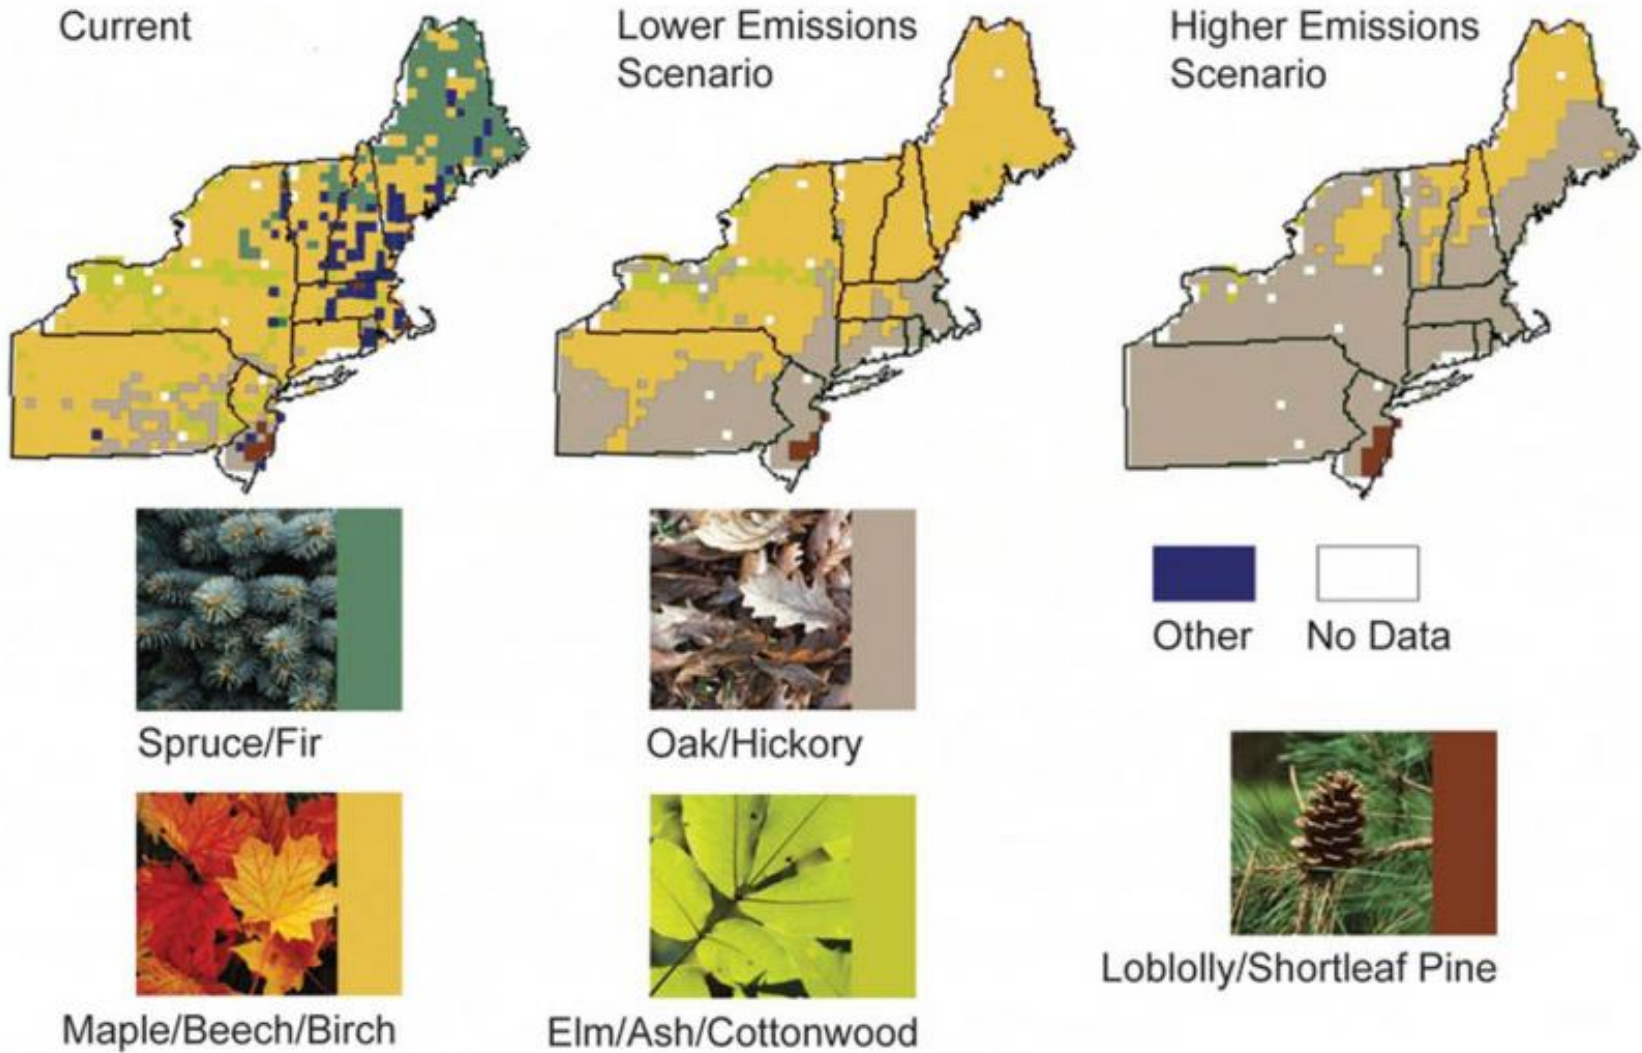 Current
Lower Emissions
Scenario
Higher Emissions
Scenario
Spruce/Fir
Oak/Hickory
Other
No Data
Maple/Beech/Birch
Elm/Ash/Cottonwood
Loblolly/Shortleaf Pine